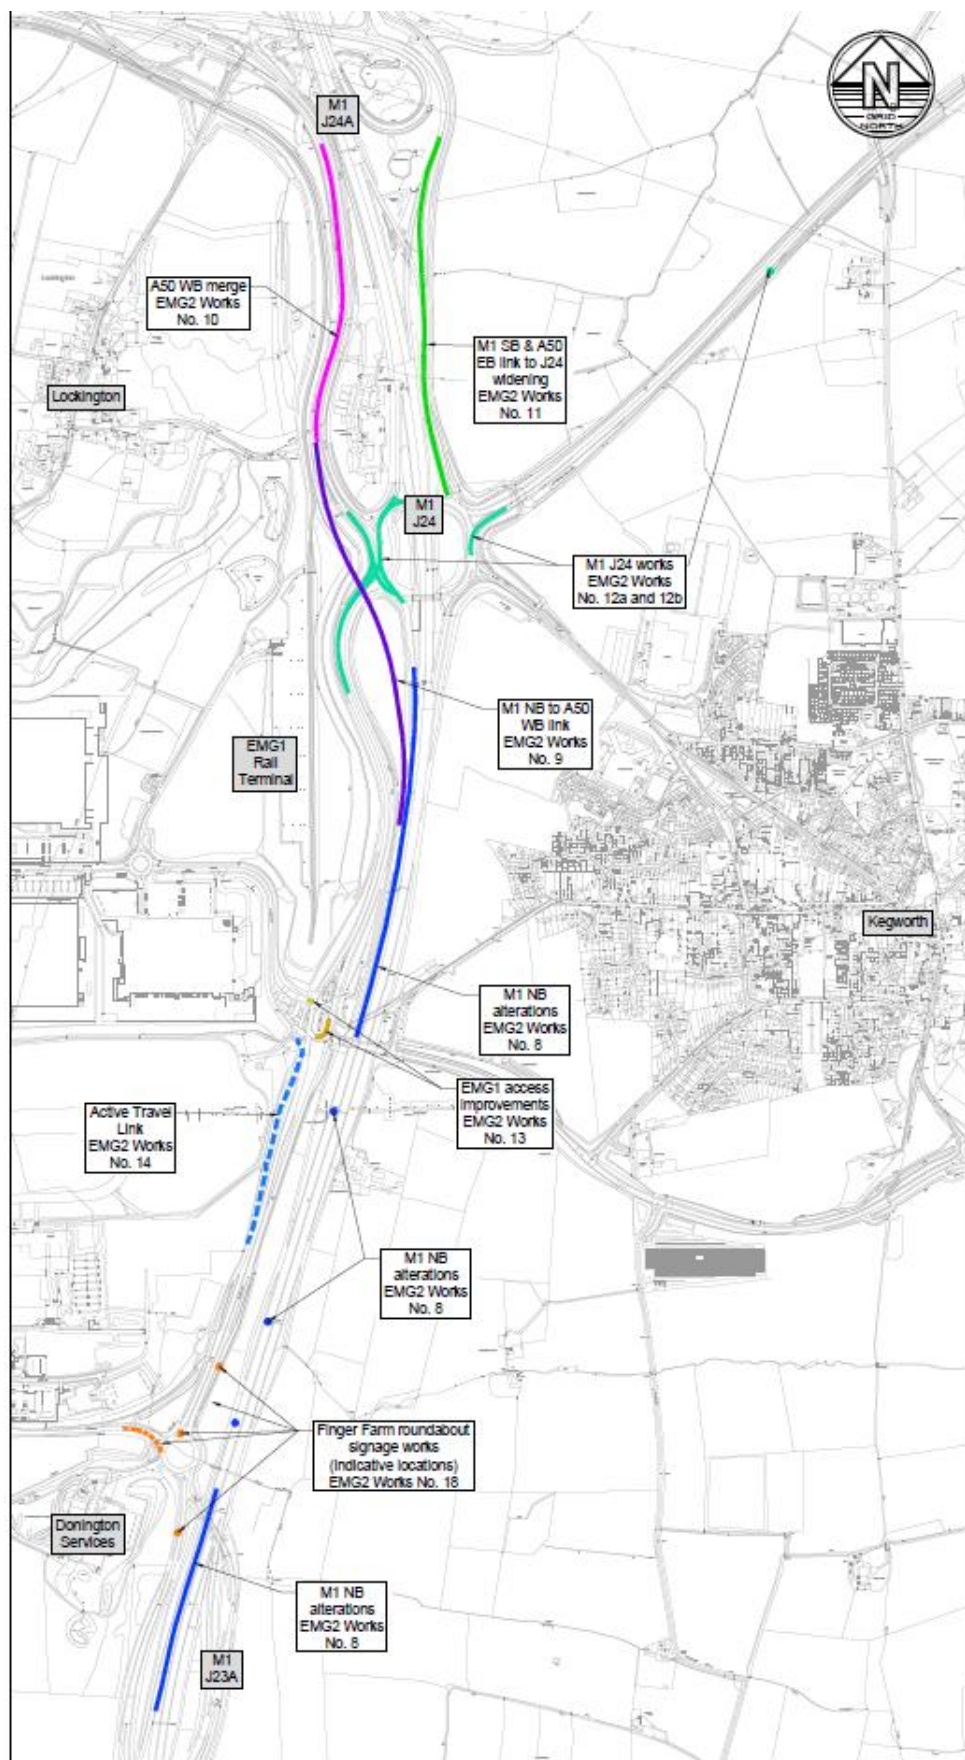 N
GRID
NORTH
M1
J24A
A50 WB merge
EMG2 Works
No. 10
M1 SB & A50
EB link to J24
widening
EMG2 Works
No. 11
Lockington
M1
J24
M1 J24 works
EMG2 Works
No. 12a and 12b
M1 NB to A50
WB link
EMG2 Works
No. 9
EMG1
Rail
Terminal
Kegworth
M1 NB
alterations
EMG2 Works
No. 8
EMG1 access
improvements
EMG2 Works
No. 13
Active Travel
Link
EMG2 Works
No. 14
M1 NB
alterations
EMG2 Works
No. 8
Finger Farm roundabout
signage works
(indicative locations)
EMG2 Works No. 18
Donington
Services
M1 NB
alterations
EMG2 Works
No. 8
M1
J23A